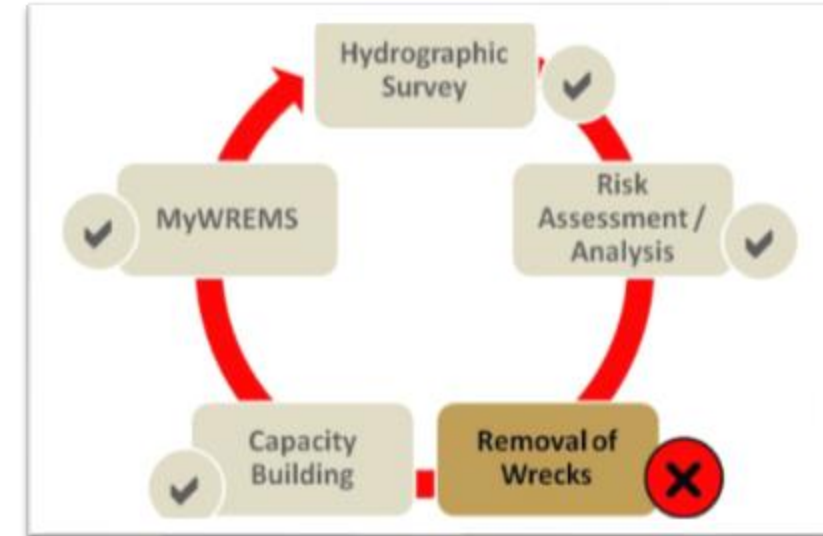 Hydrographic
Survey
Risk
Assessment /
Analysis
MyWREMS
Capacity
Building
Removal of
Wrecks